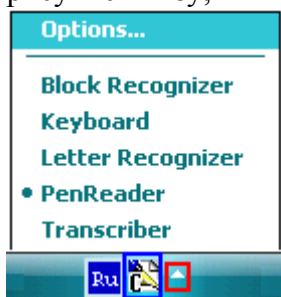 Options...
Block Recognizer
Keyboard
Letter Recognizer
• PenReader
Transcriber
Ru